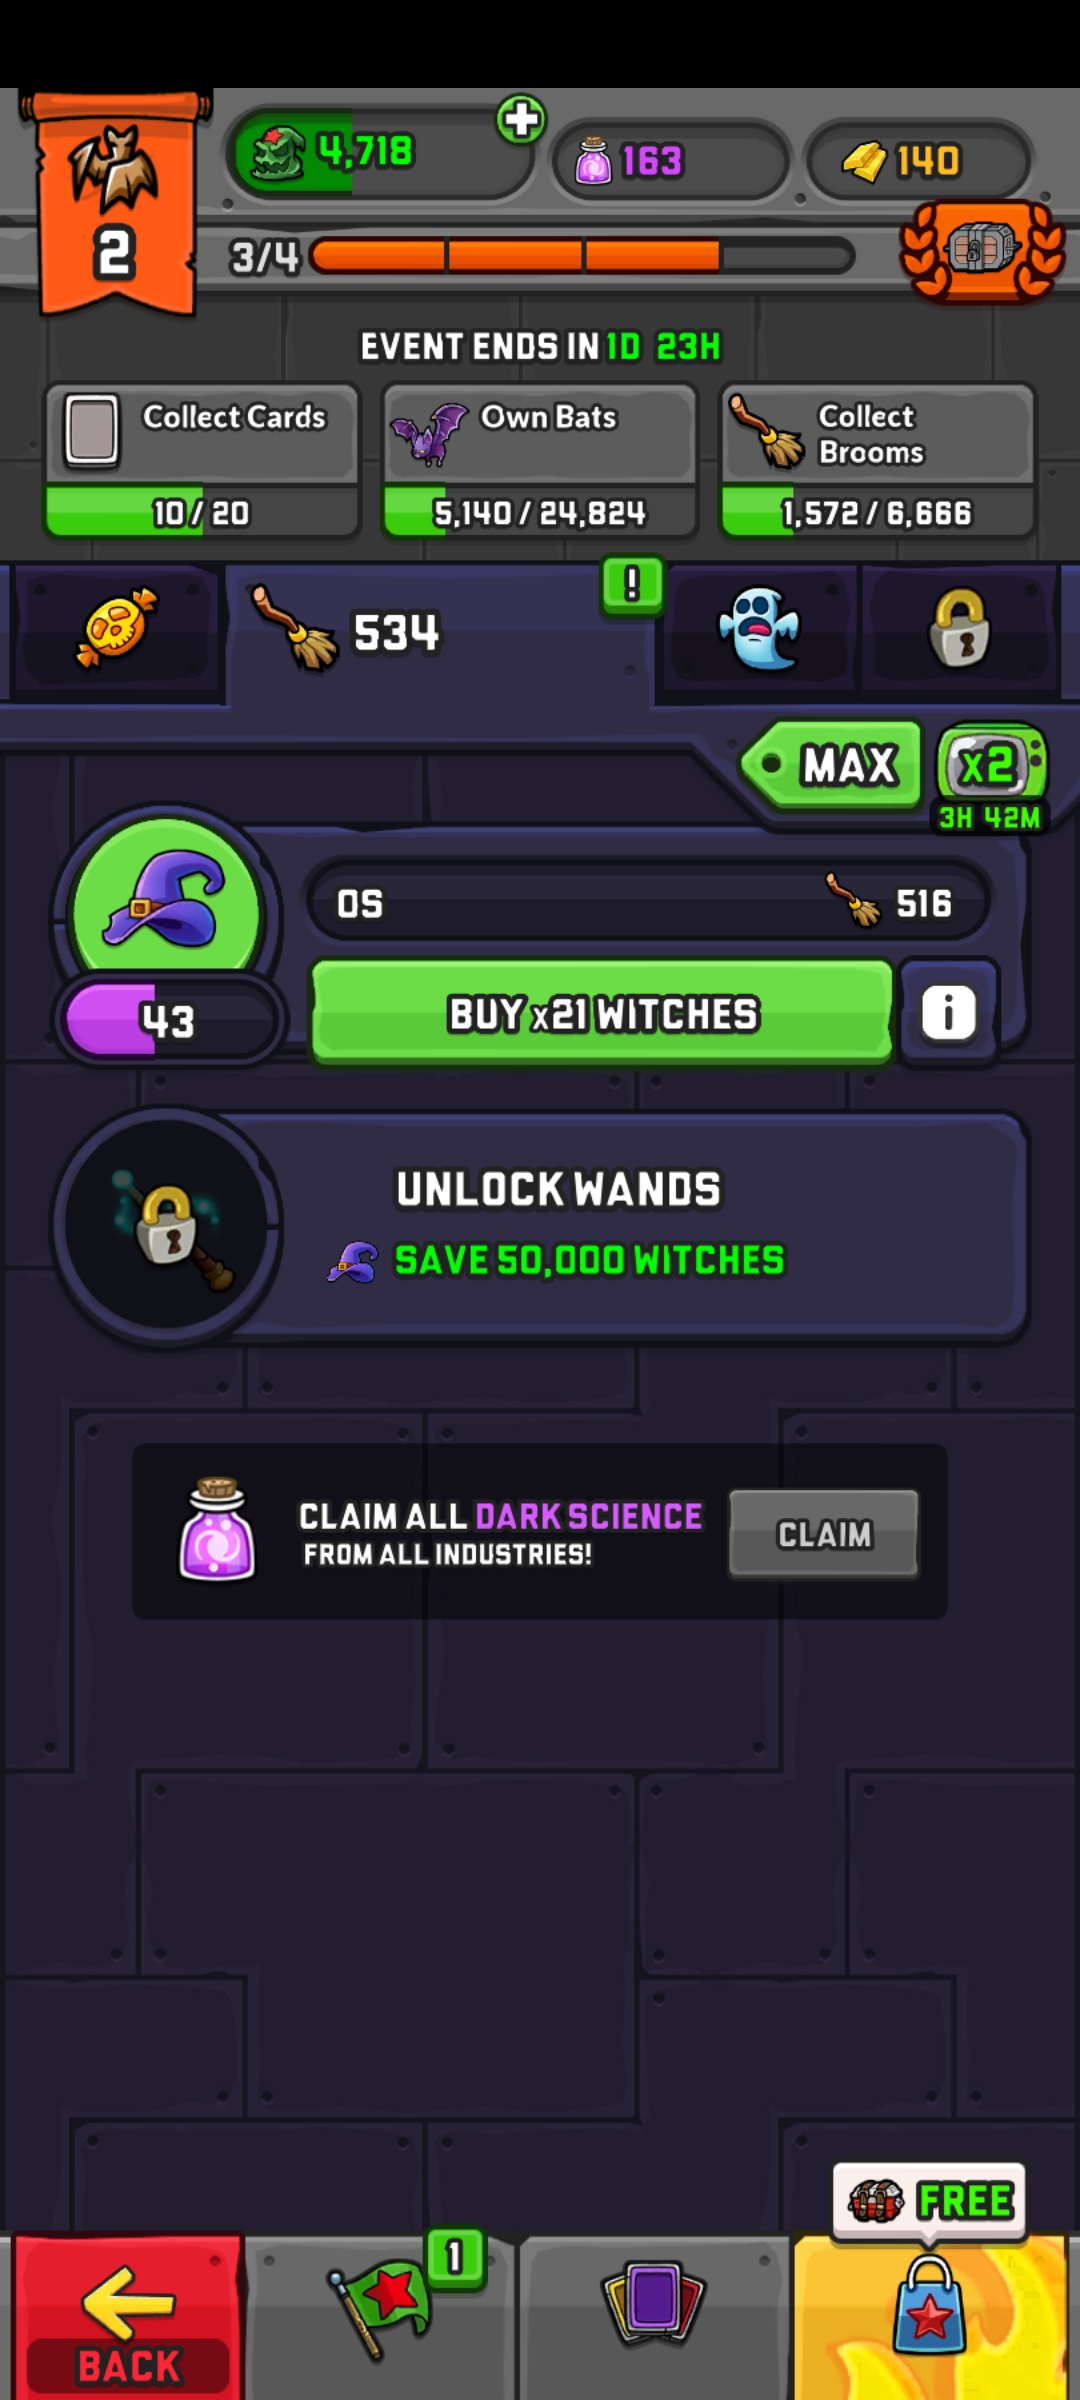 4,718
163
140
2
3/4
EVENT ENDS IN 1D 23H
Collect Cards
10/20
Own Bats
5,140/24,824
Collect
Brooms
1,572/6,666
534
!
MAX
x2
3H 42M
0S
516
43
BUY x21 WITCHES
i
UNLOCK WANDS
SAVE 50,000 WITCHES
CLAIM ALL DARK SCIENCE
FROM ALL INDUSTRIES!
CLAIM
FREE
1
BACK